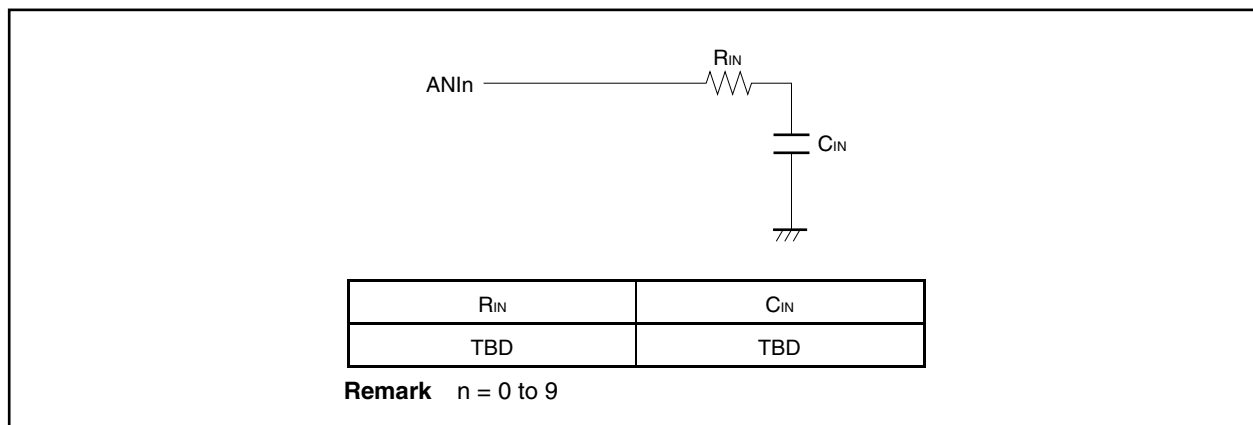 RIN
ANIn
CIN
RIN CIN
TBD TBD
Remark n = 0 to 9